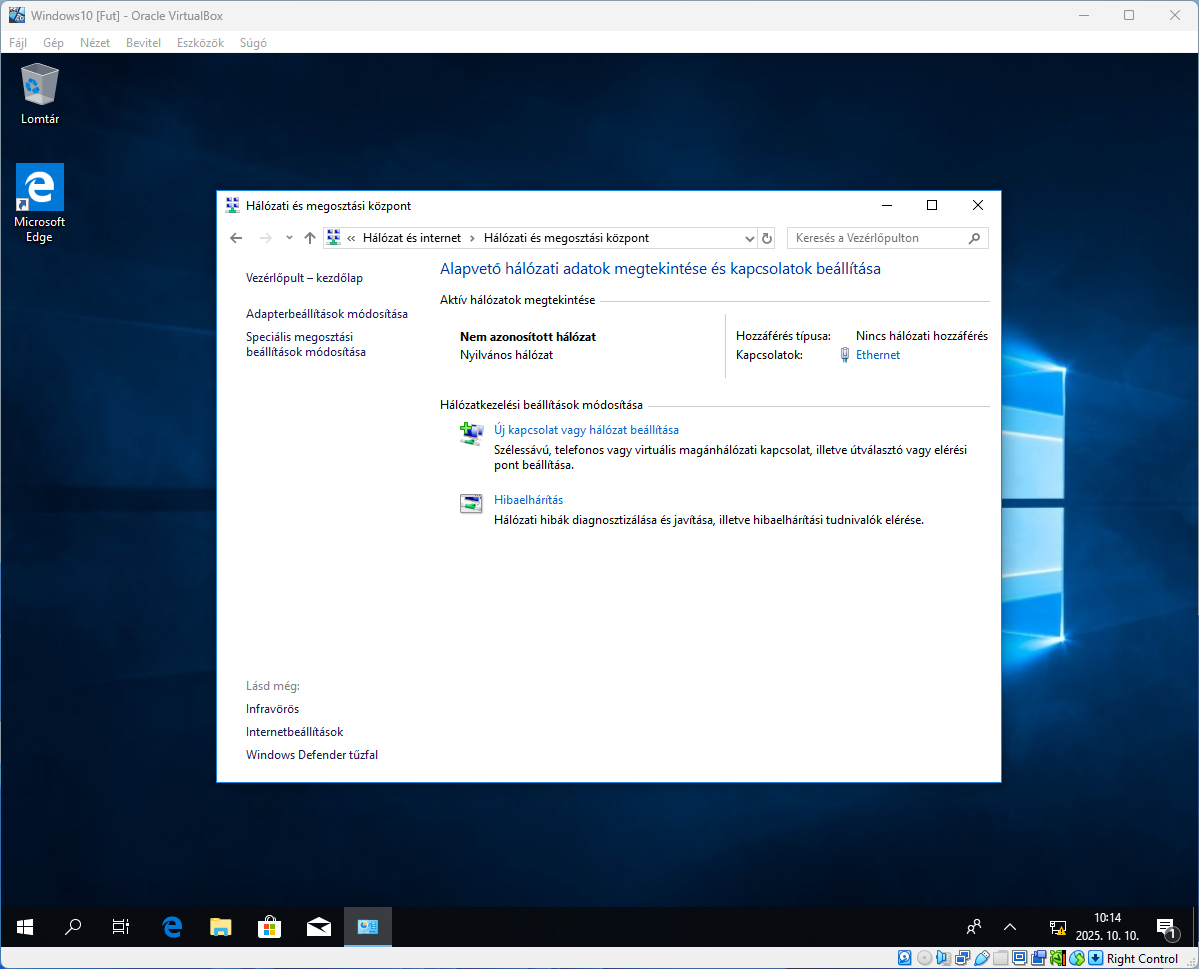 Windows10 [Fut] - Oracle VirtualBox
Fájl Gép Nézet Bevitel Eszközök Súgó
Lomtár
Microsoft
Edge
Hálózati és megosztási központ
« Hálózat és internet › Hálózati és megosztási központ
Keresés a Vezérlőpulton
Vezérlőpult – kezdőlap
Adapterbeállítások módosítása
Speciális megosztási
beállítások módosítása
Alapvető hálózati adatok megtekintése és kapcsolatok beállítása
Aktív hálózatok megtekintése
Nem azonosított hálózat
Nyilvános hálózat
Hozzáférés típusa: Nincs hálózati hozzáférés
Kapcsolatok: Ethernet
Hálózatkezelési beállítások módosítása
Új kapcsolat vagy hálózat beállítása
Szélessávú, telefonos vagy virtuális magánhálózati kapcsolat, illetve útválasztó vagy elérési
pont beállítása.
Hibaelhárítás
Hálózati hibák diagnosztizálása és javítása, illetve hibaelhárítási tudnivalók elérése.
Lásd még:
Infravörös
Internetbeállítások
Windows Defender tűzfal
10:14
2025. 10. 10.
1
Right Control